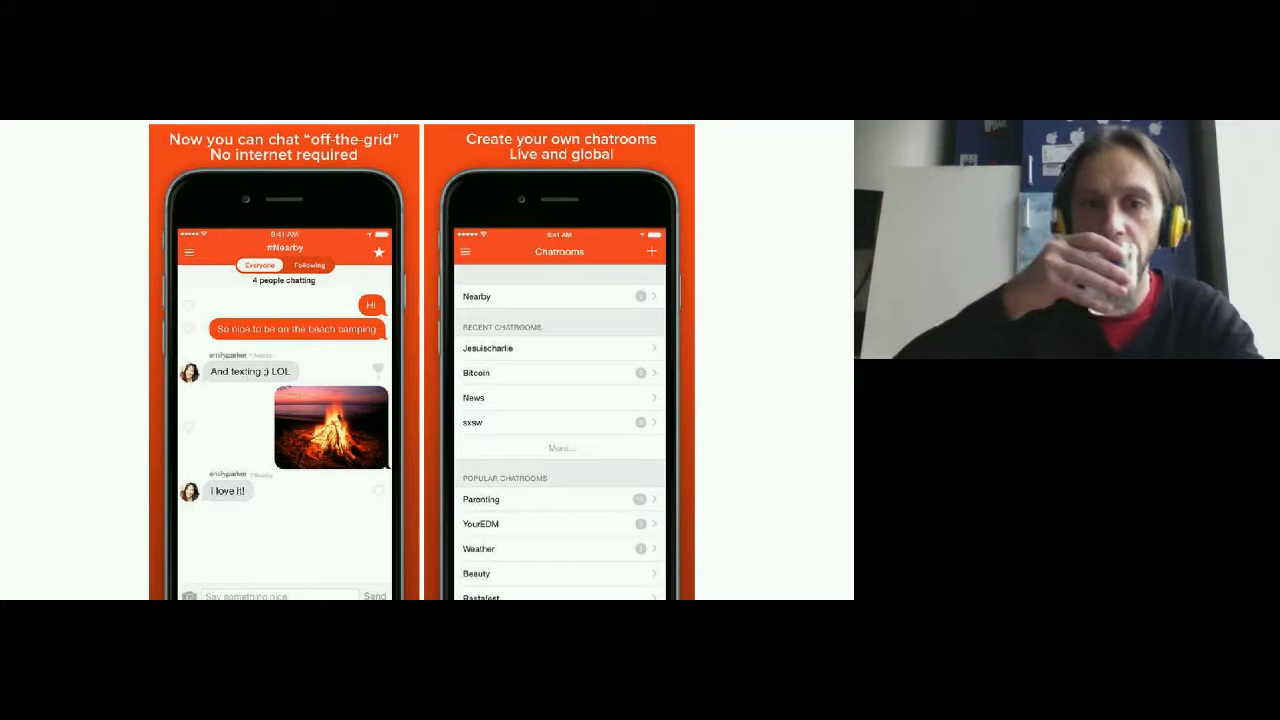 Now you can chat “off-the-grid”
No internet required
9:41 AM
#Nearby
Everyone Following
4 people chatting
Hi
So nice to be on the beach camping
emilyparker
And texting ;) LOL
emilyparker #Nearby
I love it!
Say something nice
Send
Create your own chatrooms
Live and global
9:41 AM
Chatrooms
Nearby
RECENT CHATROOMS
Jesuischarlie
Bitcoin
News
sxsw
More...
POPULAR CHATROOMS
Parenting
YourEDM
Weather
Beauty
Rastafest